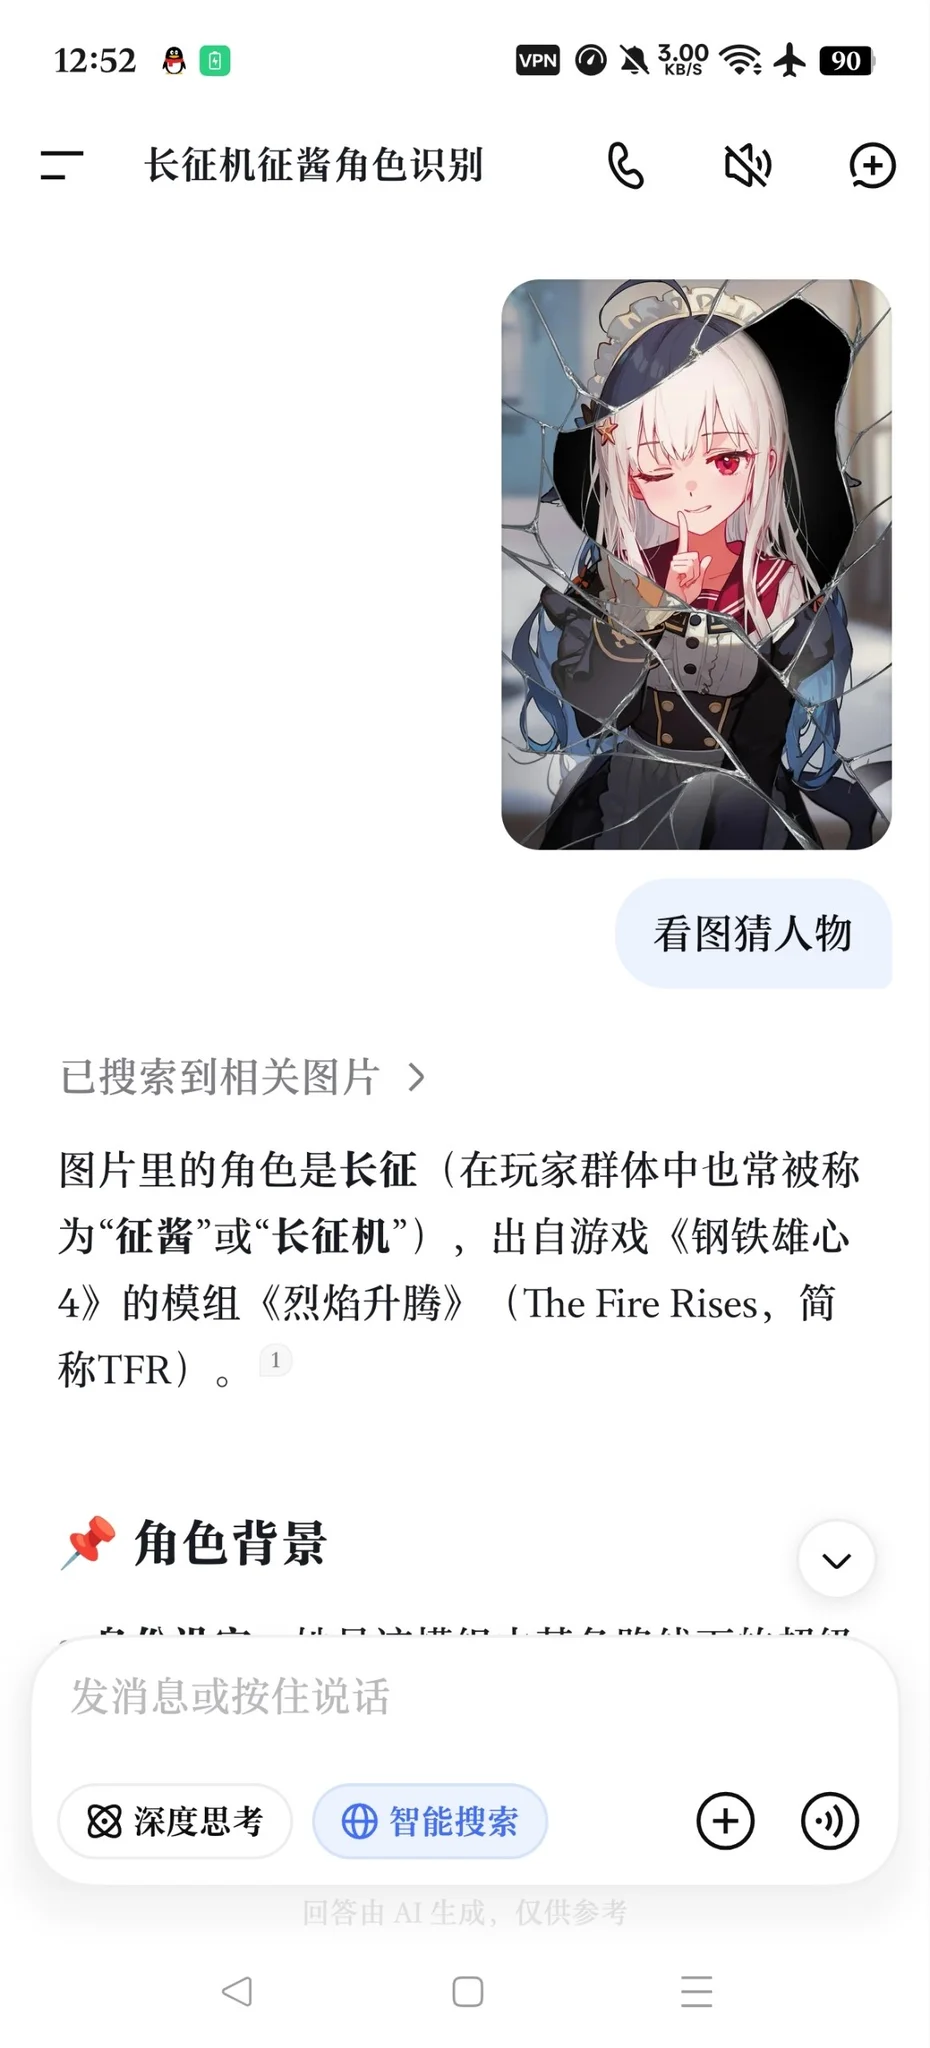 12:52
VPN
3.00
KB/S
90
长征机征酱角色识别
看图猜人物
已搜索到相关图片
图片里的角色是长征（在玩家群体中也常被称
为“征酱”或“长征机”），出自游戏《钢铁雄心
4》的模组《烈焰升腾》（The Fire Rises，简
称TFR）。 1
角色背景
发消息或按住说话
深度思考
智能搜索
回答由 AI 生成，仅供参考